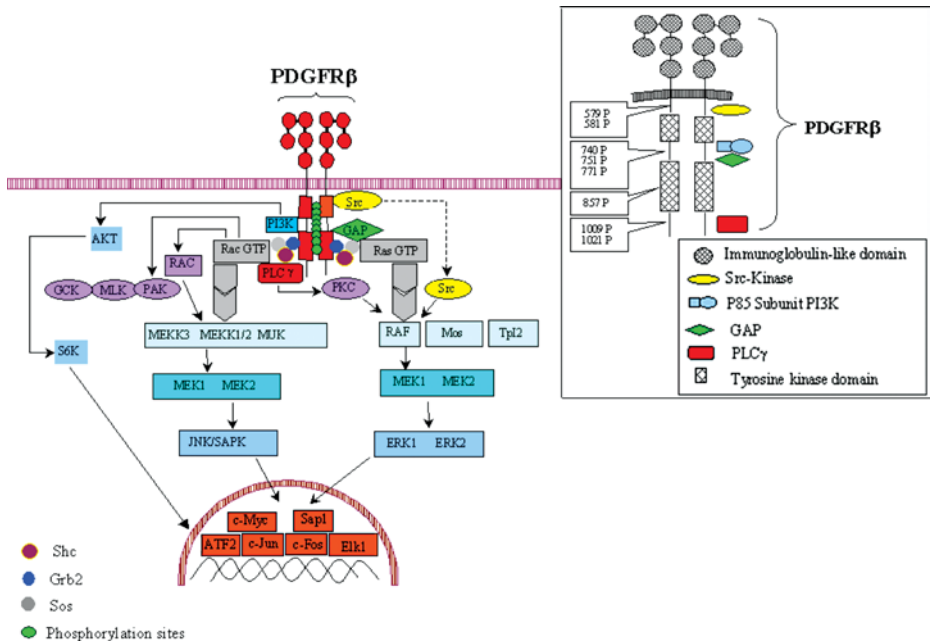 PDGFRβ
Src
PI3K
GAP
AKT
Rac GTP
Ras GTP
RAC
PLC γ
GCK
MLK
PAK
PKC
Src
MEKK3 MEKK1/2 MUK
RAF
Mos
Tpl2
S6K
MEK1 MEK2
MEK1 MEK2
JNK/SAPK
ERK1 ERK2
c-Myc
Sap1
ATF2
c-Jun
c-Fos
Elk1
Shc
Grb2
Sos
Phosphorylation sites
579 P
581 P
740 P
751 P
771 P
857 P
1009 P
1021 P
PDGFRβ
Immunoglobulin-like domain
Src-Kinase
P85 Subunit PI3K
GAP
PLCγ
Tyrosine kinase domain